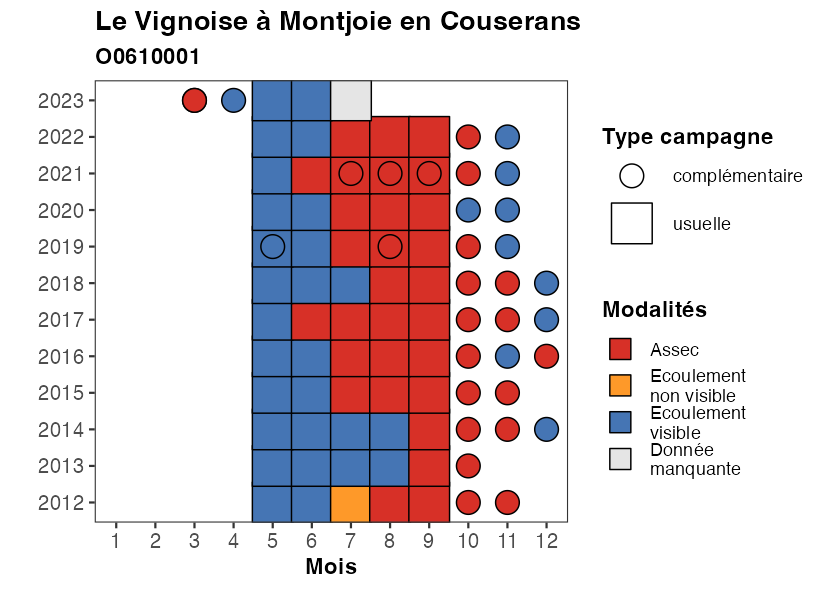 Le Vignoise à Montjoie en Couserans
O0610001
2023
2022
2021
2020
2019
2018
2017
2016
2015
2014
2013
2012
1 2 3 4 5 6 7 8 9 10 11 12
Mois
Type campagne
complémentaire
usuelle
Modalités
Assec
Ecoulement
non visible
Ecoulement
visible
Donnée
manquante